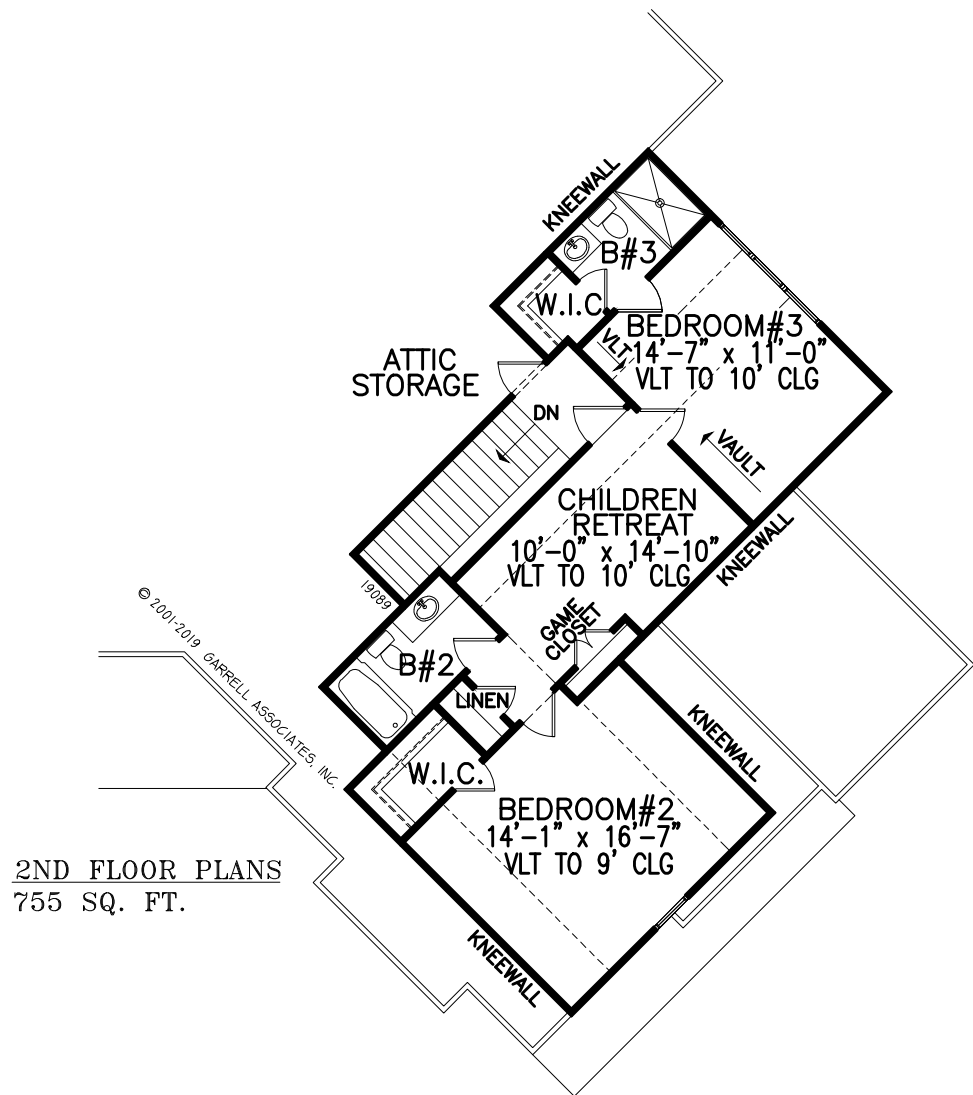 KNEEWALL
B#3
W.I.C.
BEDROOM#3
14'-7" x 11'-0"
VLT TO 10' CLG
VLT
ATTIC
STORAGE
DN
VAULT
CHILDREN
RETREAT
10'-0" x 14'-10"
VLT TO 10' CLG
KNEEWALL
19089
GAME
CLOSET
© 2001-2019 GARRELL ASSOCIATES, INC.
B#2
LINEN
KNEEWALL
W.I.C.
BEDROOM#2
14'-1" x 16'-7"
VLT TO 9' CLG
2ND FLOOR PLANS
755 SQ. FT.
KNEEWALL